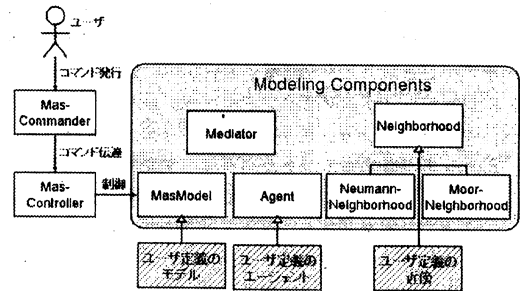 ユーザ
コマンド発行
Mas-
Commander
コマンド伝達
Mas-
Controller
制御
Modeling Components
Mediator
Neighborhood
MasModel
Agent
Neumann-
Neighborhood
Moor-
Neighborhood
ユーザ定義の
モデル
ユーザ定義の
エージェント
ユーザ定義の
近傍